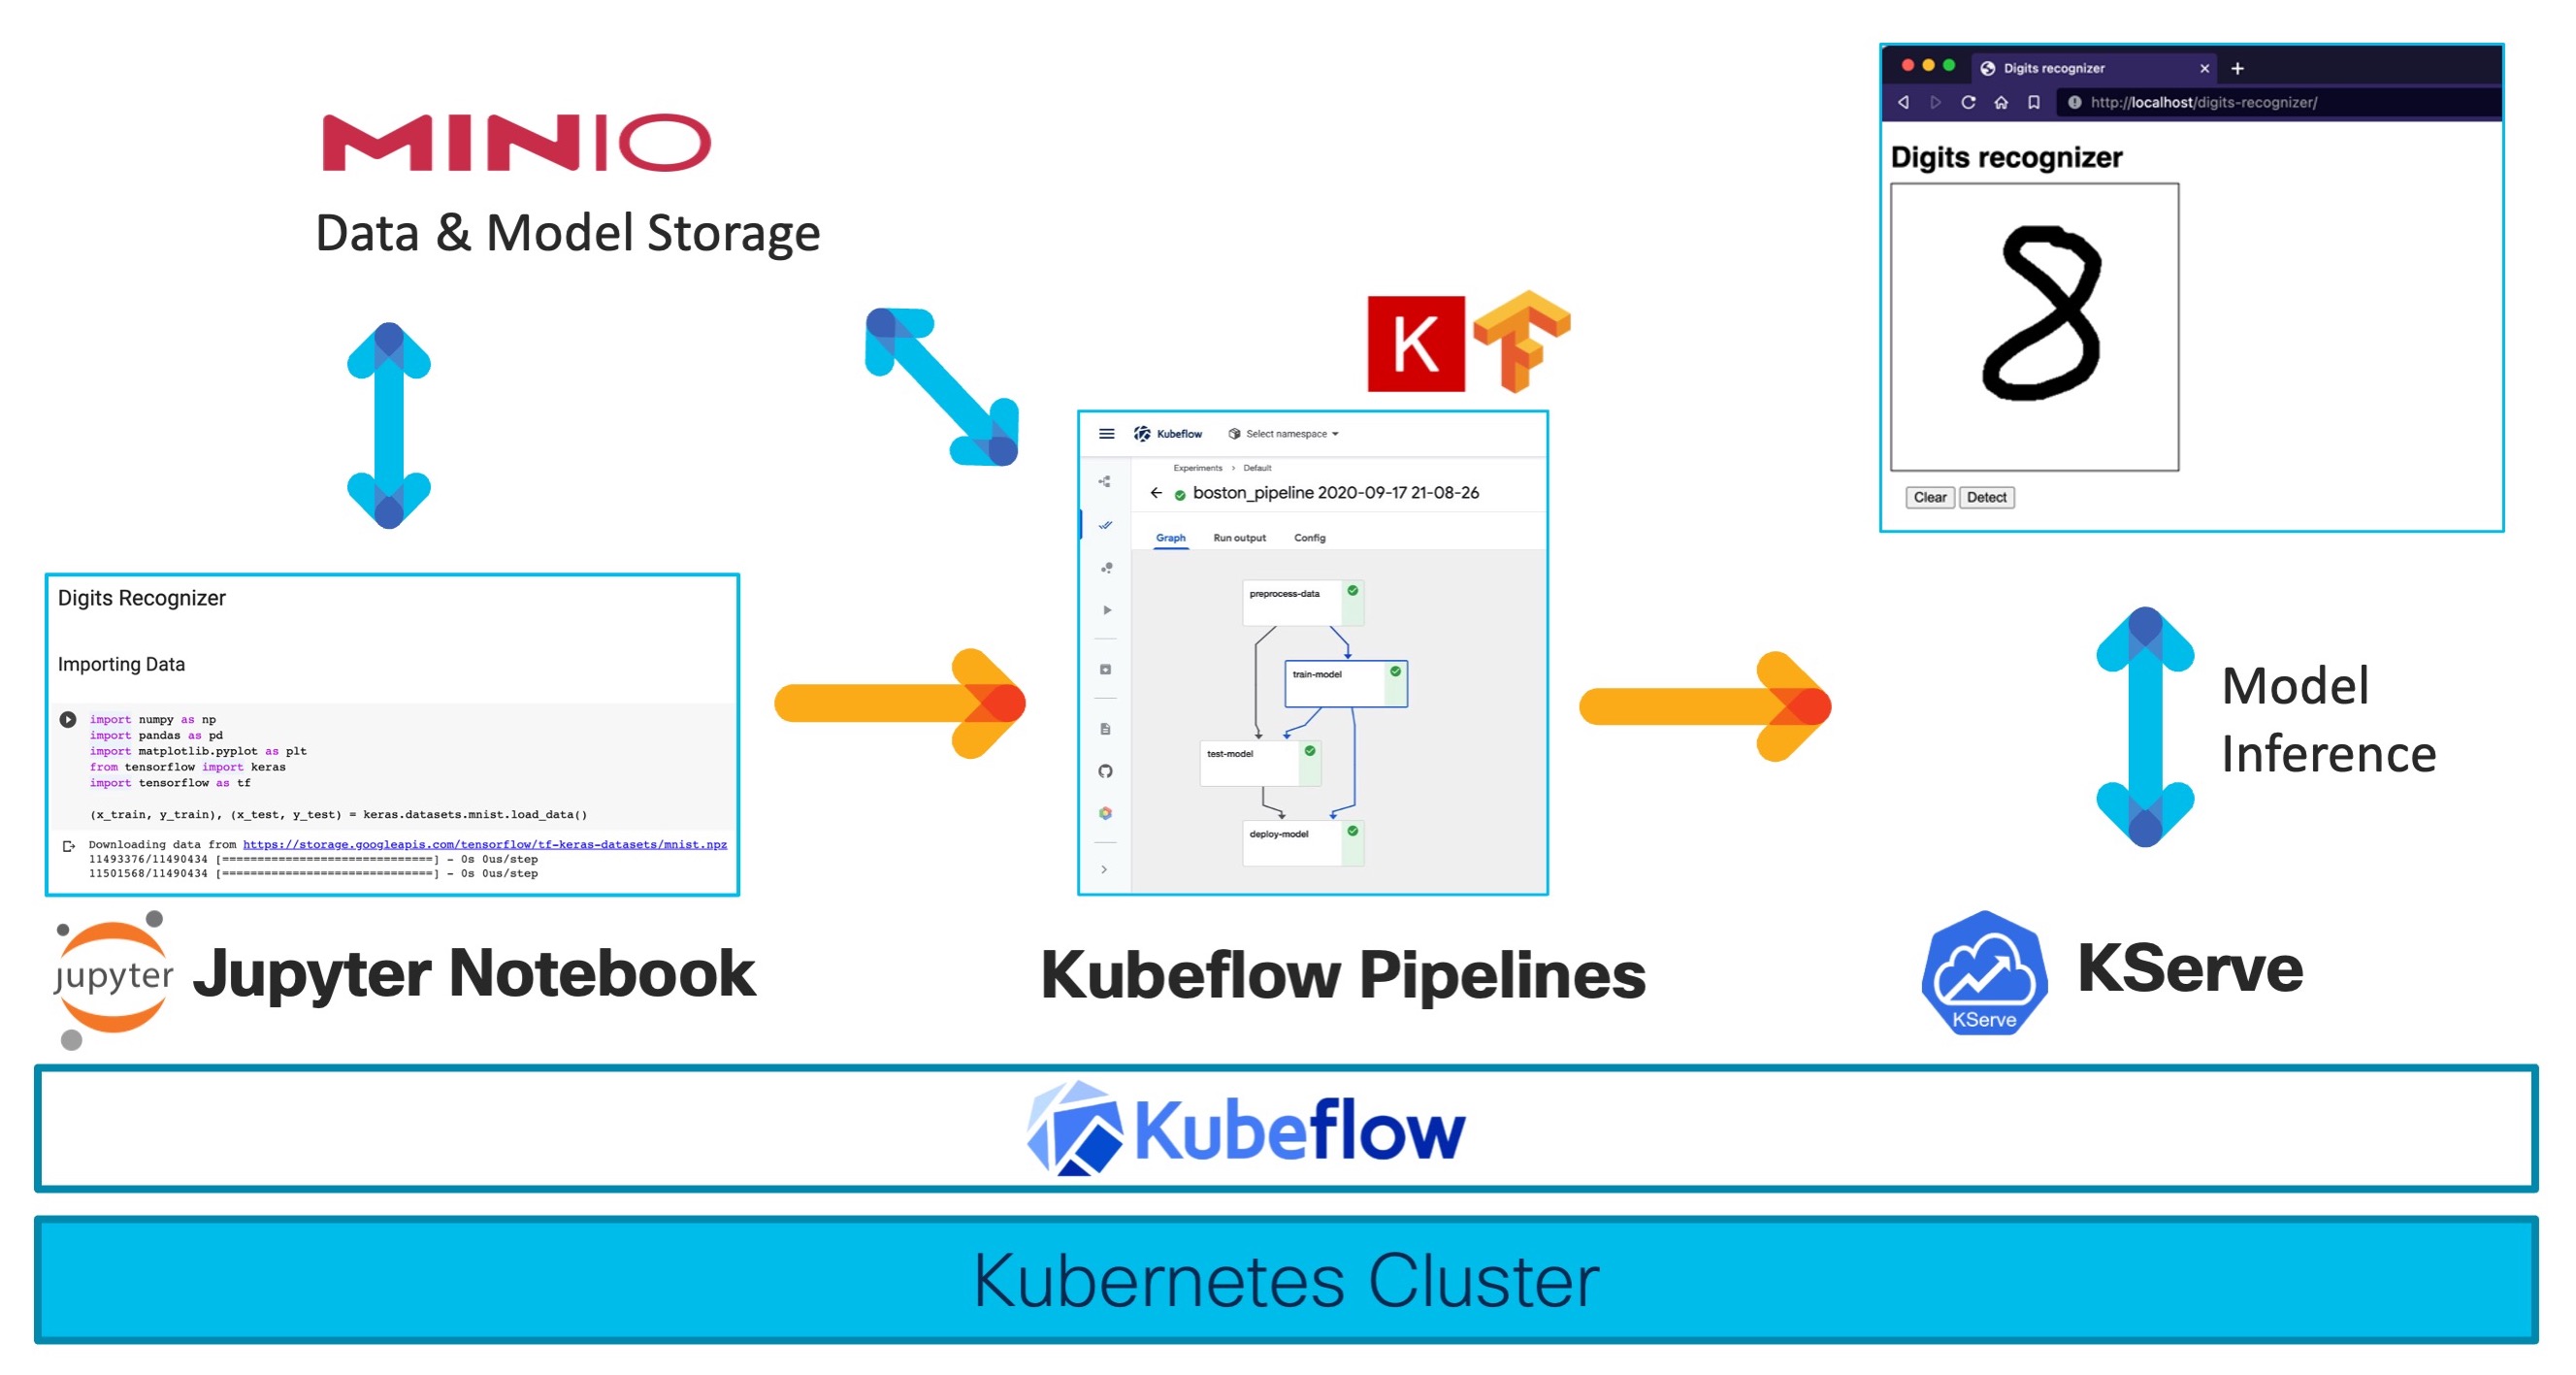 MINIO
Data & Model Storage
Digits recognizer
http://localhost/digits-recognizer/
Digits recognizer
8
Clear Detect
K
Kubeflow Select namespace
Experiments > Default
boston_pipeline 2020-09-17 21-08-26
Graph Run output Config
preprocess-data
train-model
test-model
deploy-model
Digits Recognizer
Importing Data
import numpy as np
import pandas as pd
import matplotlib.pyplot as plt
from tensorflow import keras
import tensorflow as tf
(x_train, y_train), (x_test, y_test) = keras.datasets.mnist.load_data()
Downloading data from https://storage.googleapis.com/tensorflow/tf-keras-datasets/mnist.npz
11493376/11490434 [==============================] - 0s 0us/step
11501568/11490434 [==============================] - 0s 0us/step
Model
Inference
jupyter
Jupyter Notebook
Kubeflow Pipelines
KServe
KServe
Kubeflow
Kubernetes Cluster